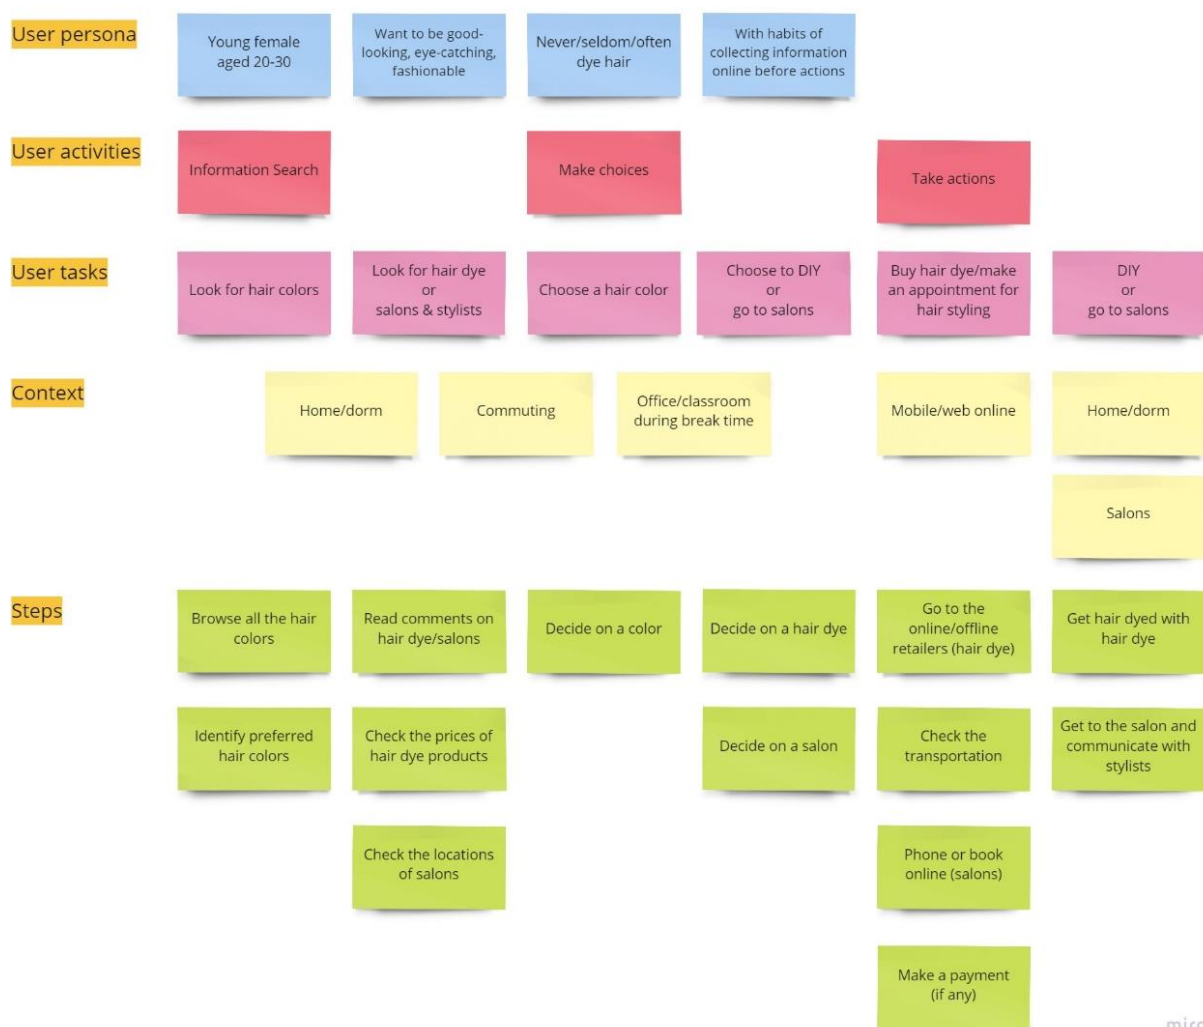 User persona
Young female
aged 20-30
Want to be good-
looking, eye-catching,
fashionable
Never/seldom/often
dye hair
With habits of
collecting information
online before actions
User activities
Information Search
Make choices
Take actions
User tasks
Look for hair colors
Look for hair dye
or
salons & stylists
Choose a hair color
Choose to DIY
or
go to salons
Buy hair dye/make
an appointment for
hair styling
DIY
or
go to salons
Context
Home/dorm
Commuting
Office/classroom
during break time
Mobile/web online
Home/dorm
Salons
Steps
Browse all the hair
colors
Read comments on
hair dye/salons
Decide on a color
Decide on a hair dye
Go to the
online/offline
retailers (hair dye)
Get hair dyed with
hair dye
Identify preferred
hair colors
Check the prices of
hair dye products
Decide on a salon
Check the
transportation
Get to the salon and
communicate with
stylists
Check the locations
of salons
Phone or book
online (salons)
Make a payment
(if any)